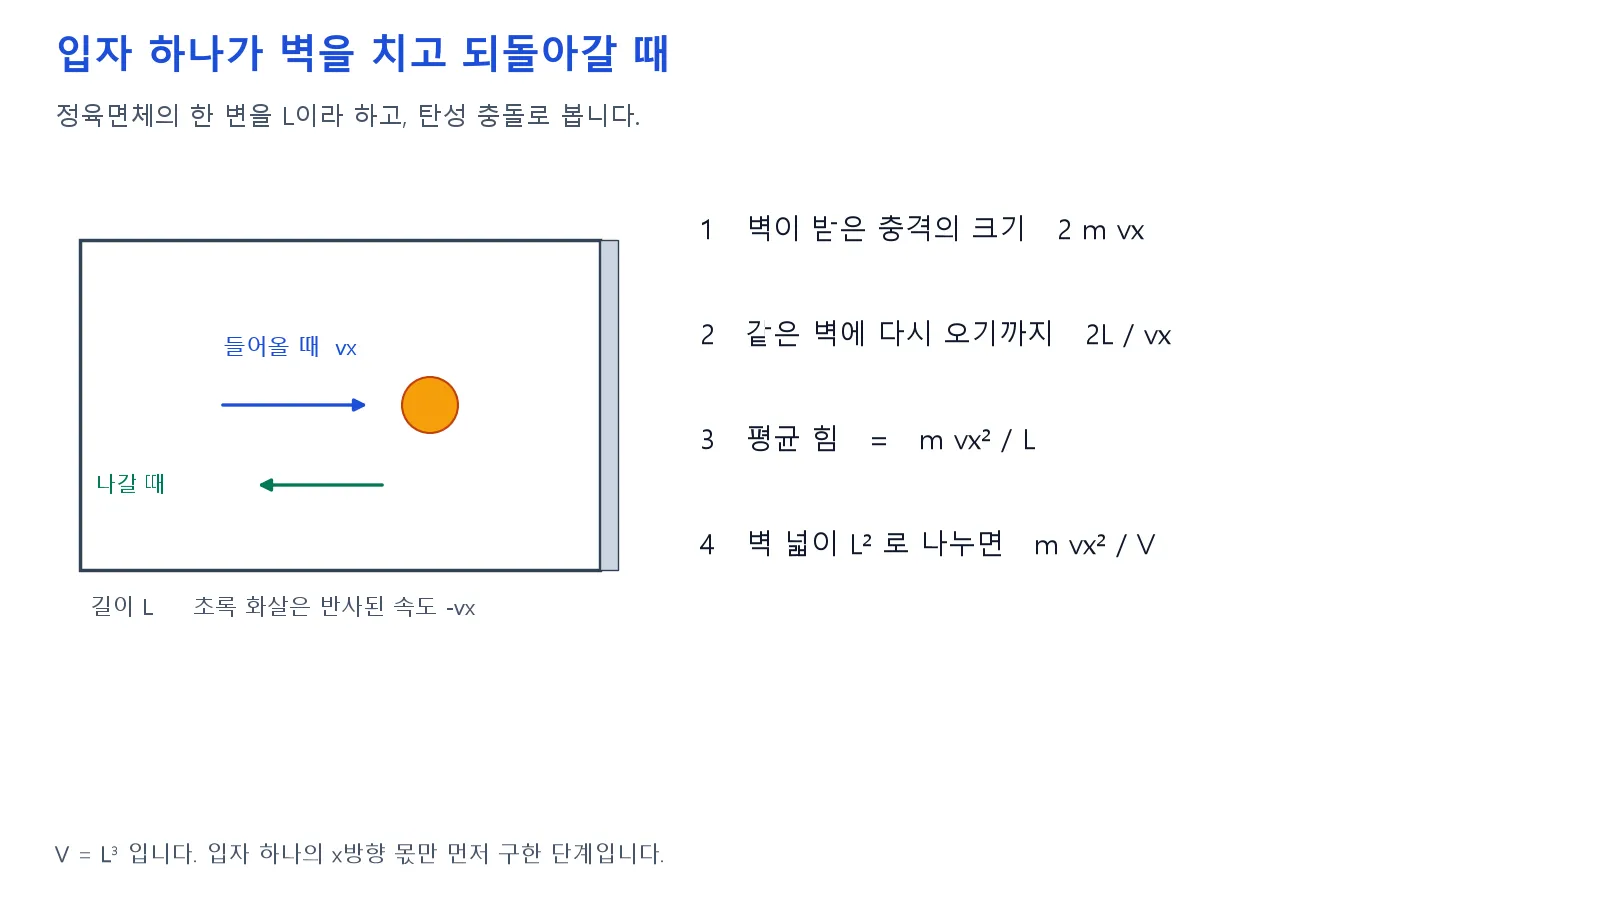 입자 하나가 벽을 치고 되돌아갈 때
정육면체의 한 변을 L이라 하고, 탄성 충돌로 봅니다.
1 벽이 받은 충격의 크기 2 m vx
2 같은 벽에 다시 오기까지 2L / vx
3 평균 힘 = m vx² / L
4 벽 넓이 L² 로 나누면 m vx² / V
들어올 때 vx
나갈 때
길이 L 초록 화살은 반사된 속도 -vx
V = L³ 입니다. 입자 하나의 x방향 몫만 먼저 구한 단계입니다.